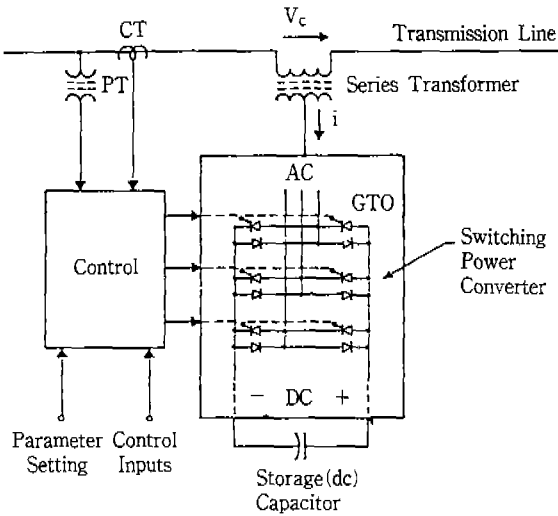 CT
V_c
Transmission Line
PT
Series Transformer
i
AC
GTO
Control
Switching
Power
Converter
− DC +
Parameter
Setting
Control
Inputs
Storage(dc)
Capacitor